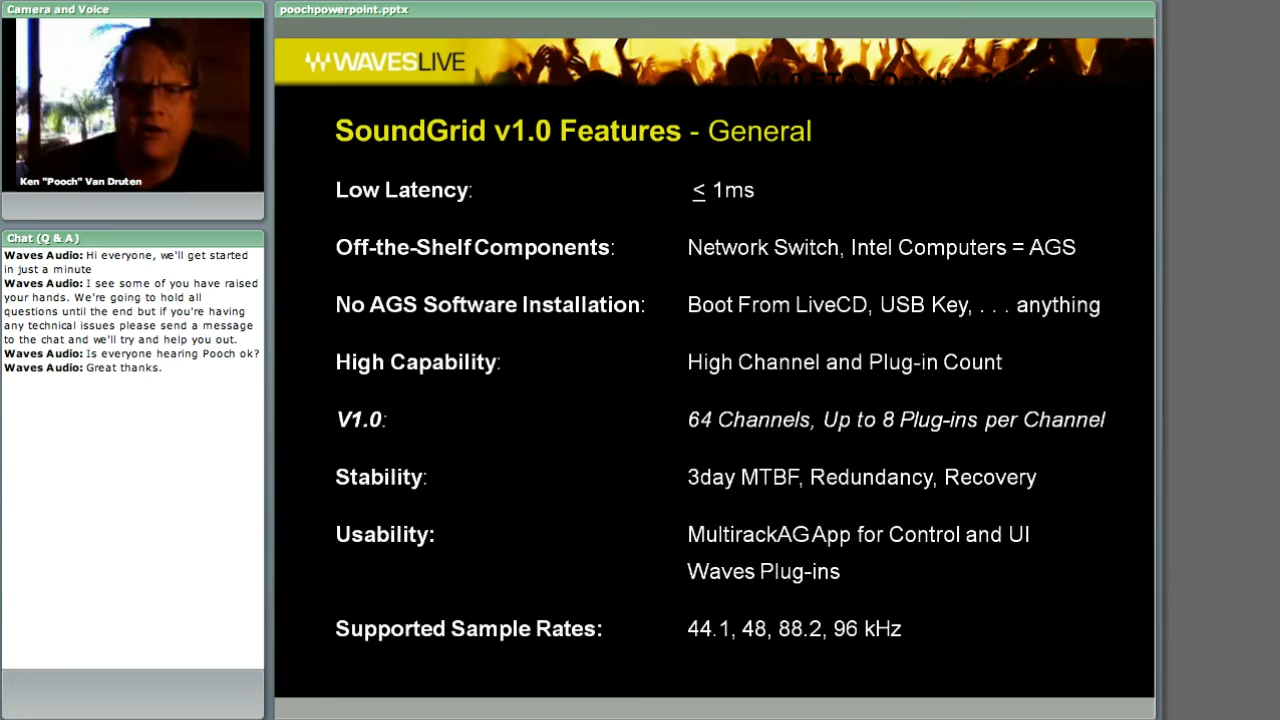 Camera and Voice
Ken "Pooch" Van Druten
Chat (Q & A)
Waves Audio: Hi everyone, we'll get started
in just a minute
Waves Audio: I see some of you have raised
your hands. We're going to hold all
questions until the end but if you're having
any technical issues please send a message
to the chat and we'll try and help you out.
Waves Audio: Is everyone hearing Pooch ok?
Waves Audio: Great thanks.
poochpowerpoint.pptx
WAVESLIVE
SoundGrid v1.0 Features - General
Low Latency: ≤ 1ms
Off-the-Shelf Components: Network Switch, Intel Computers = AGS
No AGS Software Installation: Boot From LiveCD, USB Key, . . . anything
High Capability: High Channel and Plug-in Count
V1.0: 64 Channels, Up to 8 Plug-ins per Channel
Stability: 3day MTBF, Redundancy, Recovery
Usability: MultirackAG App for Control and UI
Waves Plug-ins
Supported Sample Rates: 44.1, 48, 88.2, 96 kHz